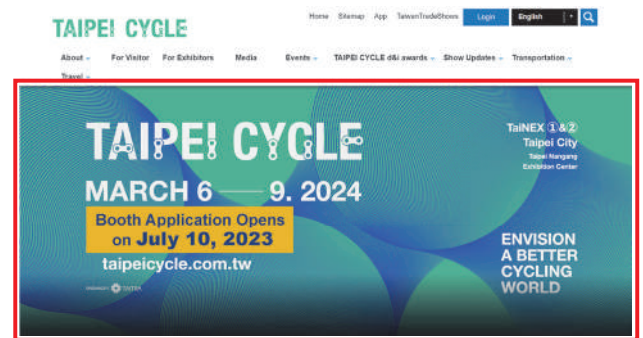 TAIPEI CYCLE
Home Sitemap App TaiwanTradeShows Login English
About For Visitor For Exhibitors Media Events TAIPEI CYCLE d&i awards Show Updates Transportation
Travel
TAIPEI CYCLE
MARCH 6 — 9. 2024
Booth Application Opens
on July 10, 2023
taipeicycle.com.tw
TAITRA
TaiNEX ①&②
Taipei City
Taipei Nangang
Exhibition Center
ENVISION
A BETTER
CYCLING
WORLD